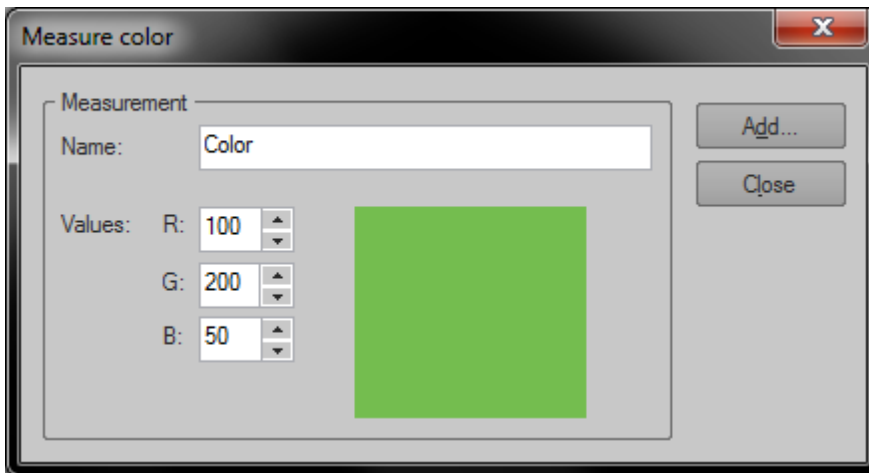 Measure color
Measurement
Name: Color
Add...
Close
Values: R: 100
G: 200
B: 50